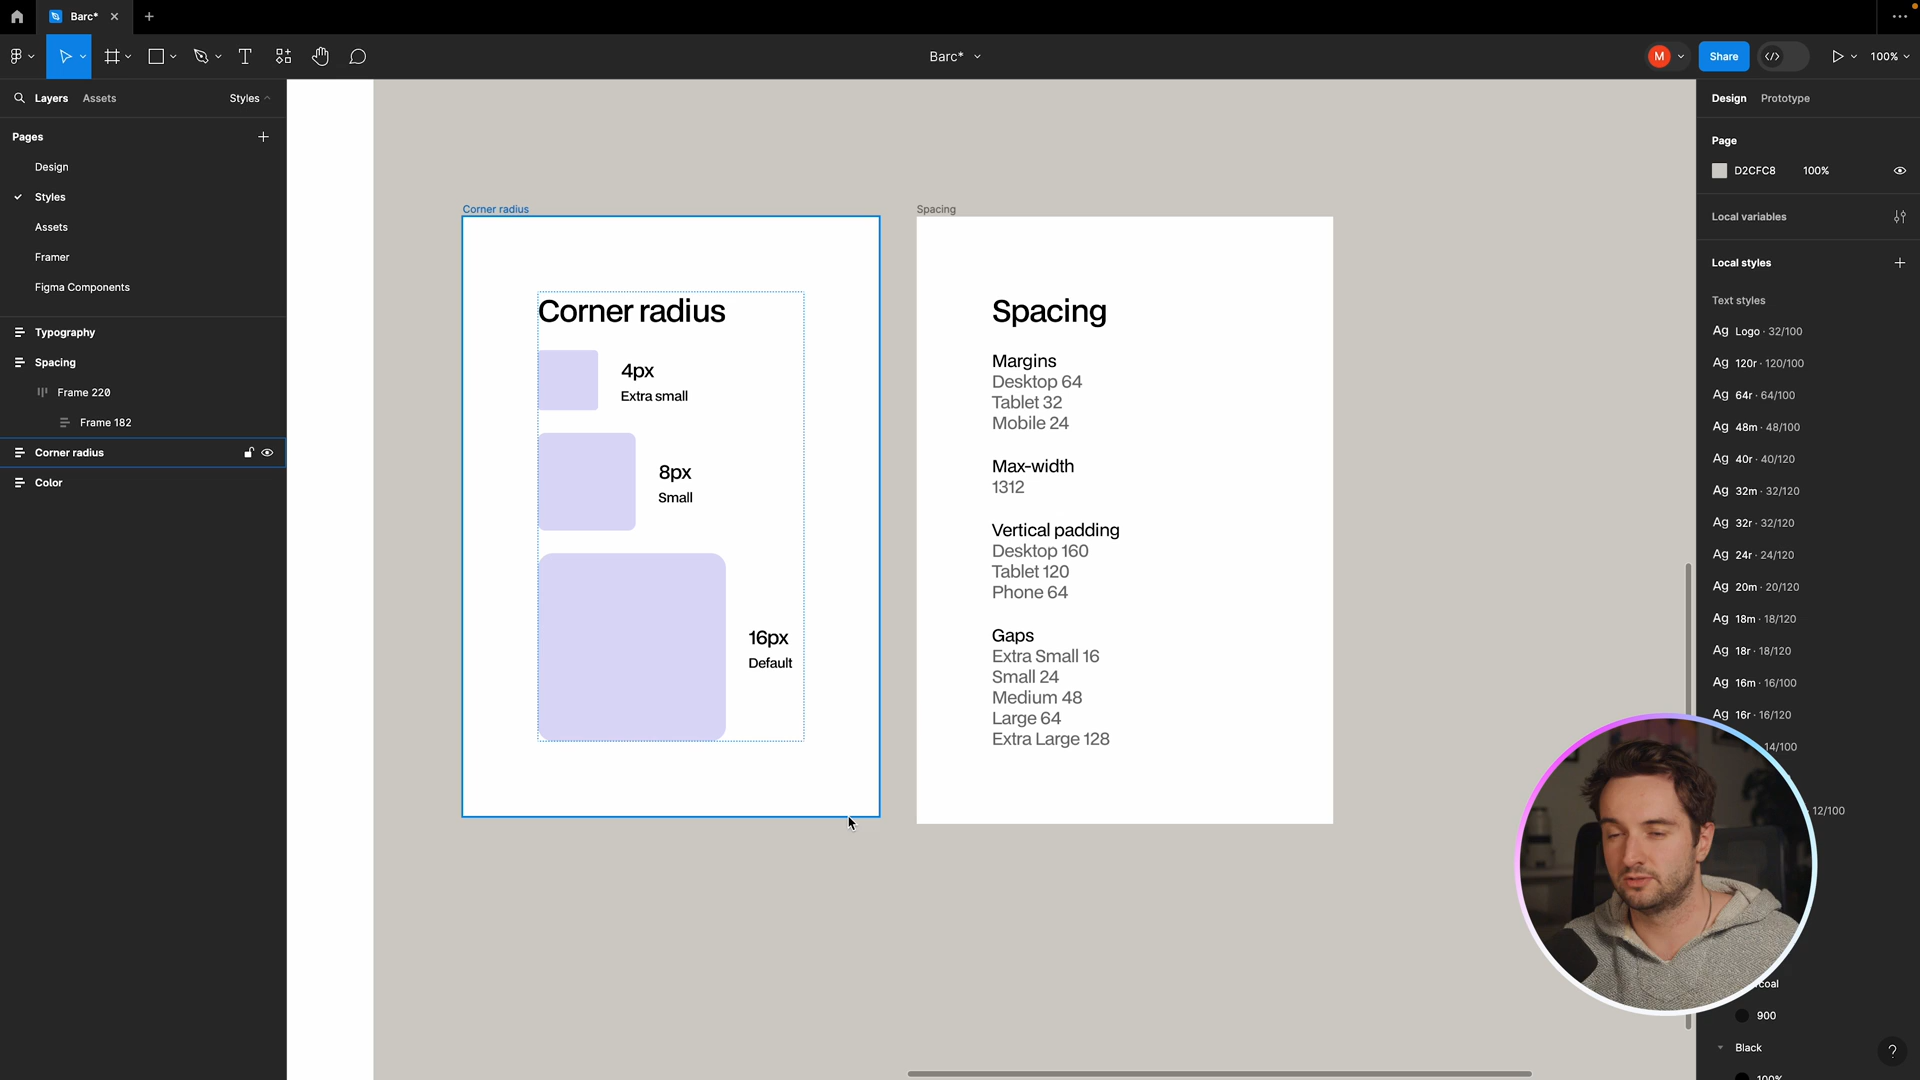 Barc*
Barc*
M
Share
100%
Layers
Assets
Styles
Pages
Design
Styles
Assets
Framer
Figma Components
Typography
Spacing
Frame 220
Frame 182
Corner radius
Color
Corner radius
Corner radius
4px
Extra small
8px
Small
16px
Default
Spacing
Spacing
Margins
Desktop 64
Tablet 32
Mobile 24
Max-width
1312
Vertical padding
Desktop 160
Tablet 120
Phone 64
Gaps
Extra Small 16
Small 24
Medium 48
Large 64
Extra Large 128
Design
Prototype
Page
D2CFC8 100%
Local variables
Local styles
Text styles
Ag Logo · 32/100
Ag 120r · 120/100
Ag 64r · 64/100
Ag 48m · 48/100
Ag 40r · 40/120
Ag 32m · 32/120
Ag 32r · 32/120
Ag 24r · 24/120
Ag 20m · 20/120
Ag 18m · 18/120
Ag 18r · 18/120
Ag 16m · 16/100
Ag 16r · 16/120
14/100
12/100
900
Black
100%
?